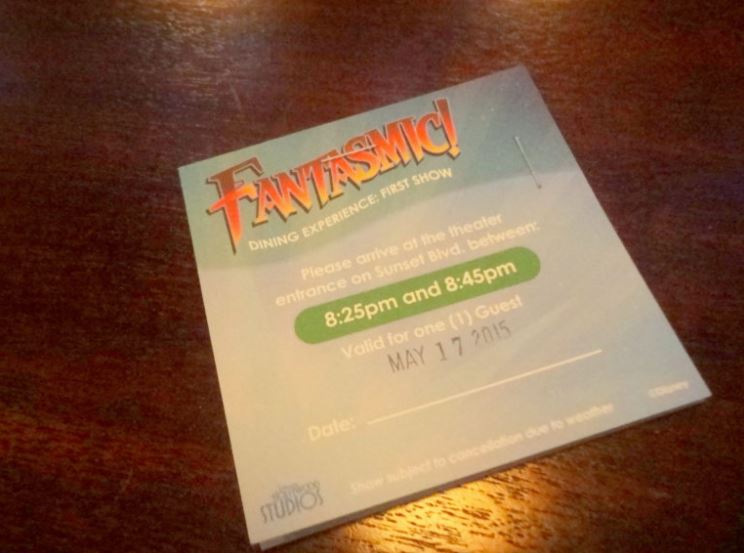 FANTASMIC!
DINING EXPERIENCE: FIRST SHOW
Please arrive at the theater
entrance on Sunset Blvd. between:
8:25pm and 8:45pm
Valid for one (1) Guest
MAY 17 2015
Date:
Show subject to cancellation due to weather
©Disney
HOLLYWOOD
STUDIOS